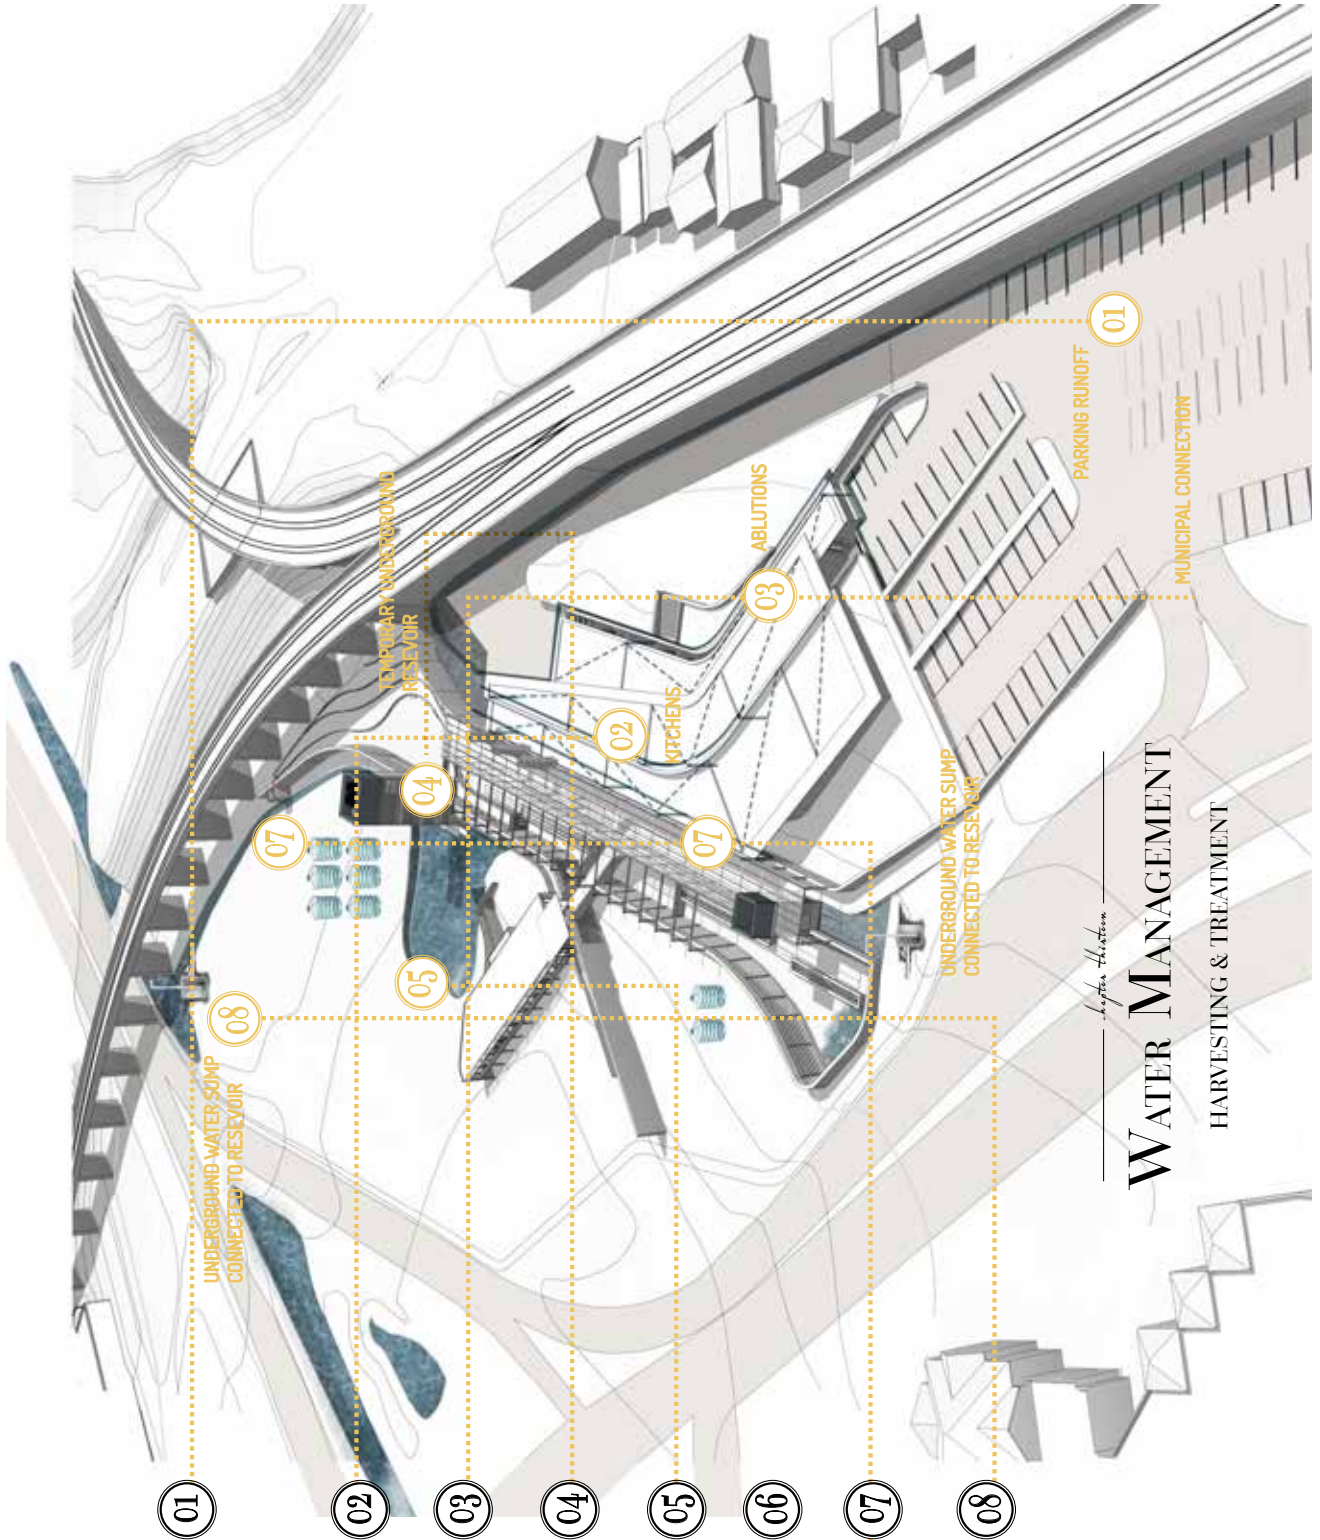 01
02
03
04
05
06
07
08
UNDERGROUND WATER SUMP
CONNECTED TO RESEVOIR
08
07
05
04
TEMPORARY UNDERGROUND
RESEVOIR
02
KITCHENS
07
03
ABLUTIONS
UNDERGROUND WATER SUMP
CONNECTED TO RESEVOIR
01
PARKING RUNOFF
MUNICIPAL CONNECTION
chapter thirteen
WATER MANAGEMENT
HARVESTING & TREATMENT